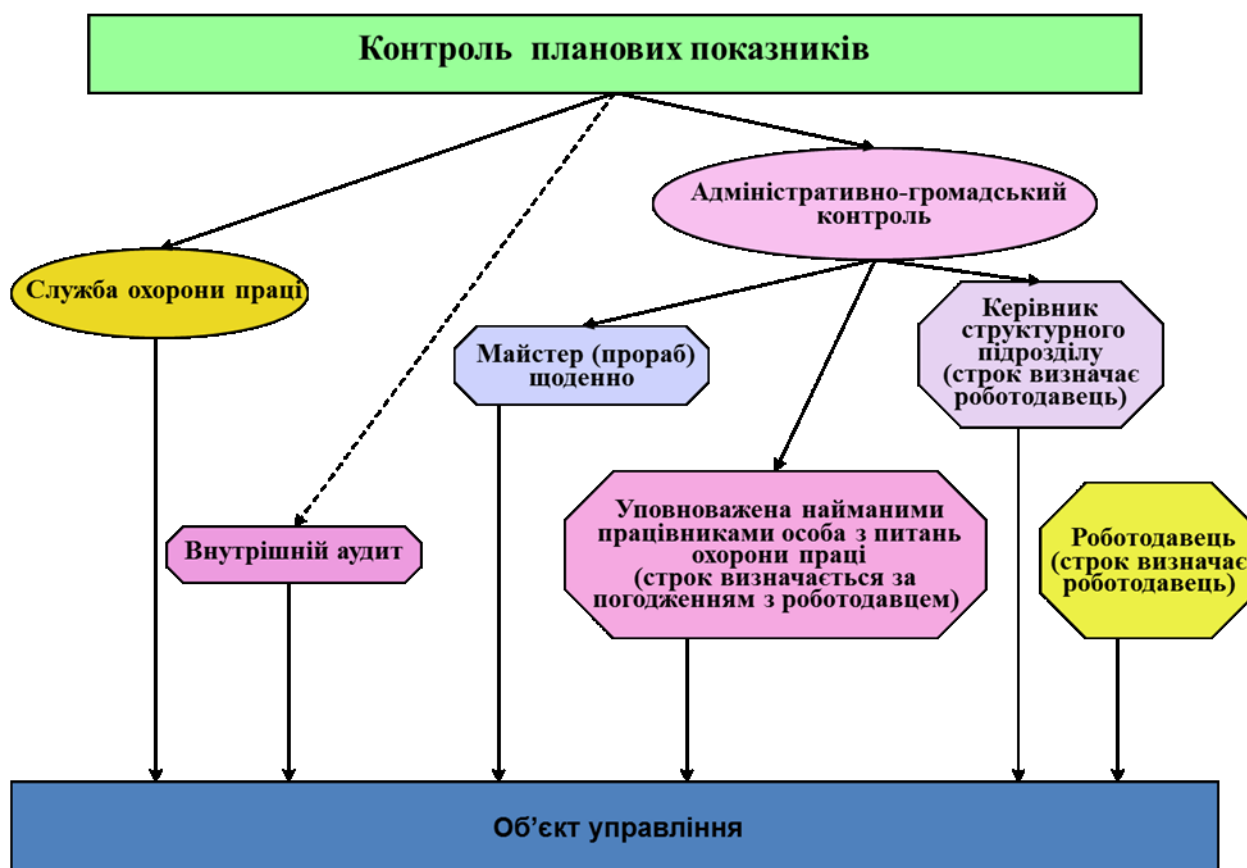 Контроль планових показників
Адміністративно-громадський
контроль
Служба охорони праці
Керівник
структурного
підрозділу
(строк визначає
роботодавець)
Майстер (прораб)
щоденно
Уповноважена найманими
працівниками особа з питань
охорони праці
(строк визначається за
погодженням з роботодавцем)
Роботодавець
(строк визначає
роботодавець)
Внутрішній аудит
Об’єкт управління